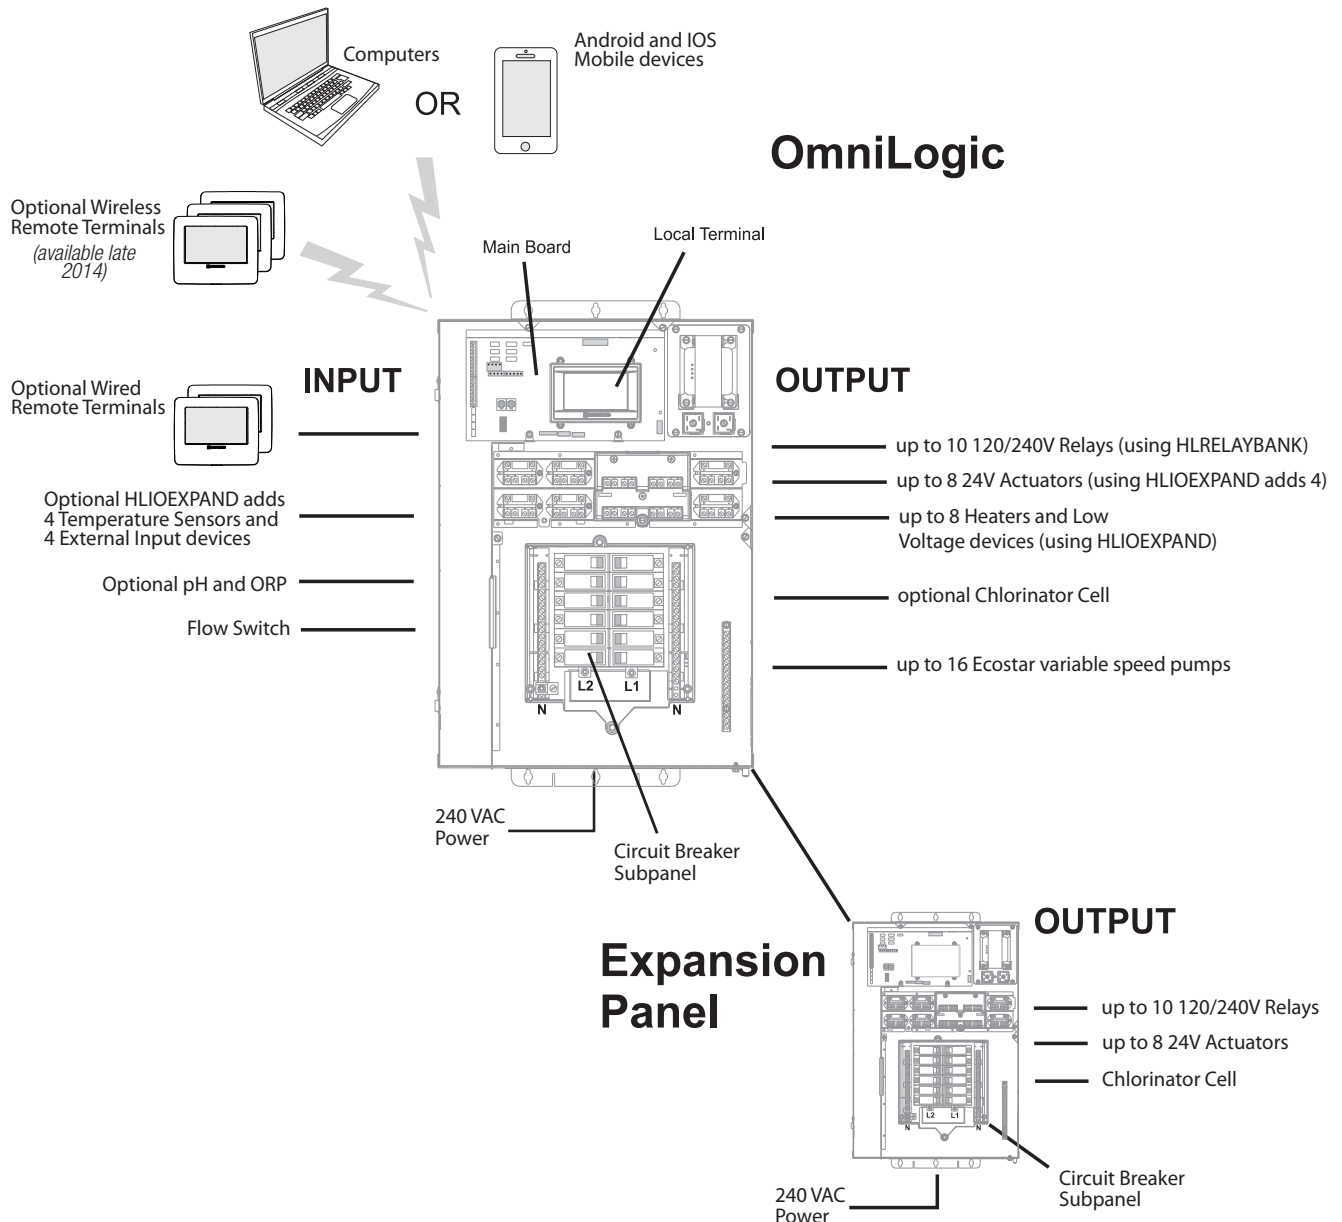 Computers
OR
Android and IOS
Mobile devices
OmniLogic
Optional Wireless
Remote Terminals
(available late
2014)
Main Board
Local Terminal
INPUT
OUTPUT
Optional Wired
Remote Terminals
Optional HLIOEXPAND adds
4 Temperature Sensors and
4 External Input devices
Optional pH and ORP
Flow Switch
up to 10 120/240V Relays (using HLRELAYBANK)
up to 8 24V Actuators (using HLIOEXPAND adds 4)
up to 8 Heaters and Low
Voltage devices (using HLIOEXPAND)
optional Chlorinator Cell
up to 16 Ecostar variable speed pumps
L2 L1
N N
240 VAC
Power
Circuit Breaker
Subpanel
Expansion
Panel
OUTPUT
up to 10 120/240V Relays
up to 8 24V Actuators
Chlorinator Cell
L2 L1
N N
Circuit Breaker
Subpanel
240 VAC
Power